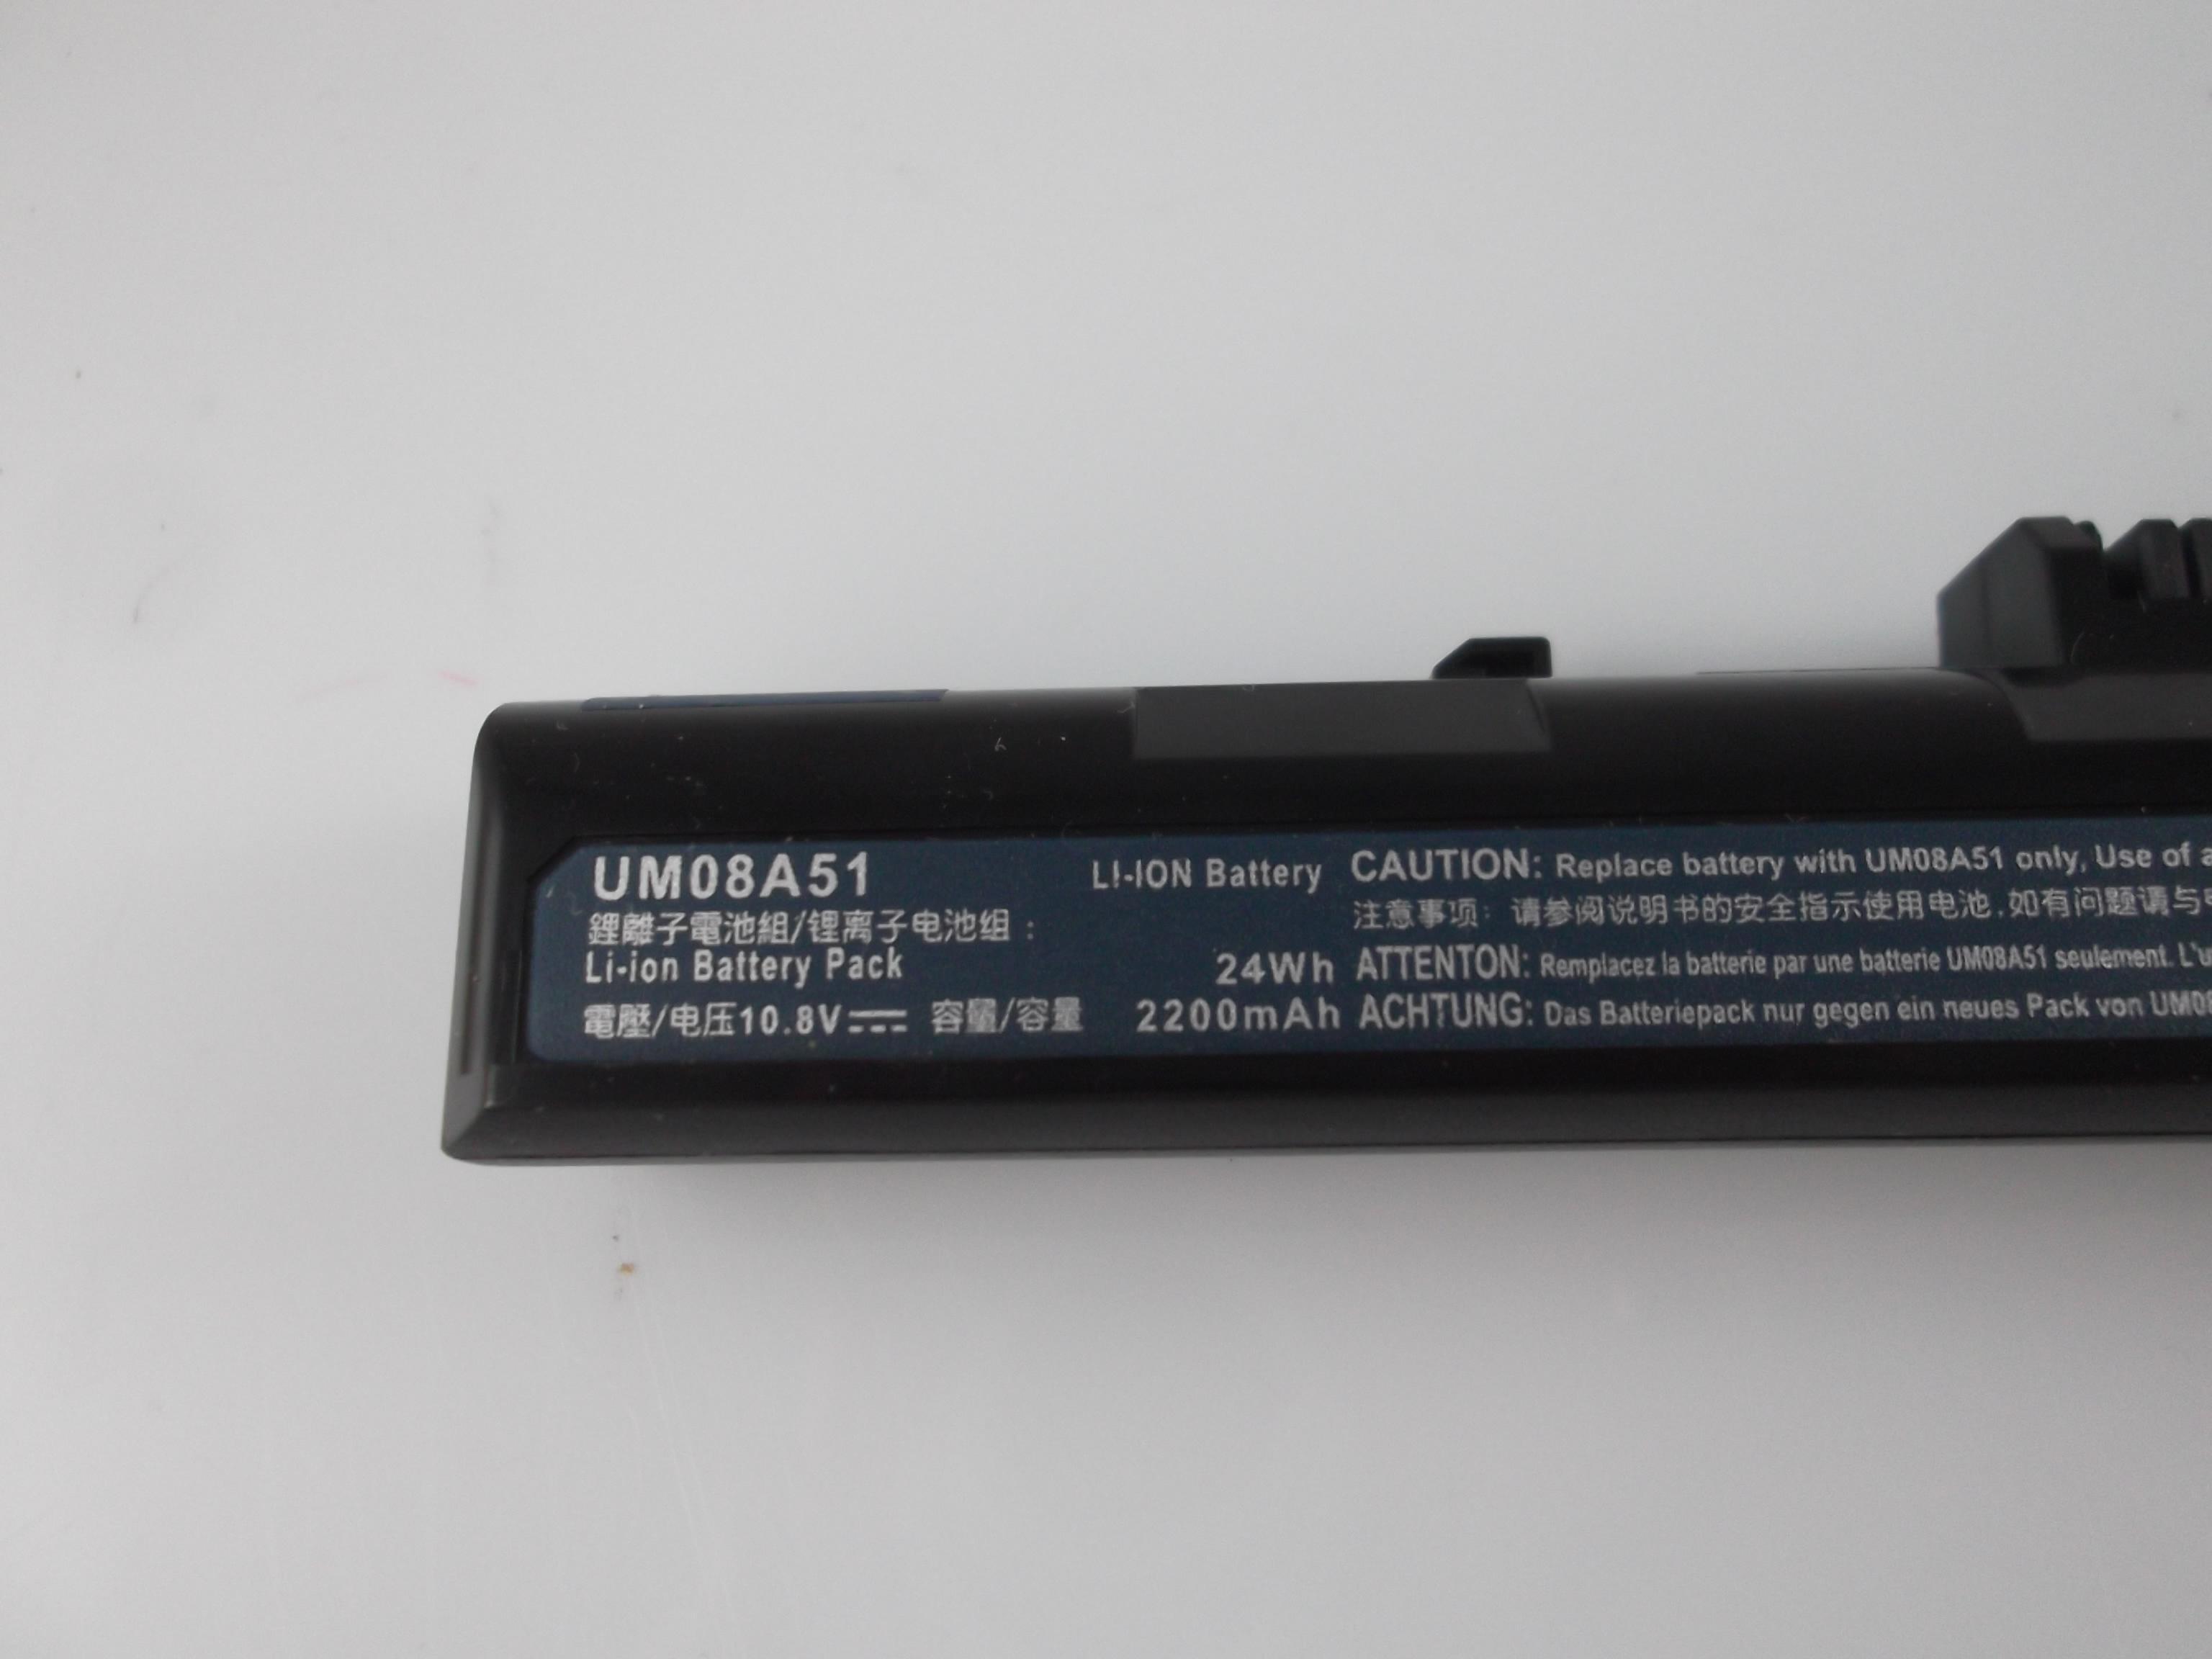 UM08A51
鋰離子電池組/锂离子电池组：
Li-ion Battery Pack
電壓/电压10.8V 容量/容量
LI-ION Battery
24Wh
2200mAh
CAUTION: Replace battery with UM08A51 only, Use of a
注意事项: 请参阅说明书的安全指示使用电池,如有问题请与
ATTENTON: Remplacez la batterie par une batterie UM08A51 seulement. L'u
ACHTUNG: Das Batteriepack nur gegen ein neues Pack von UM08